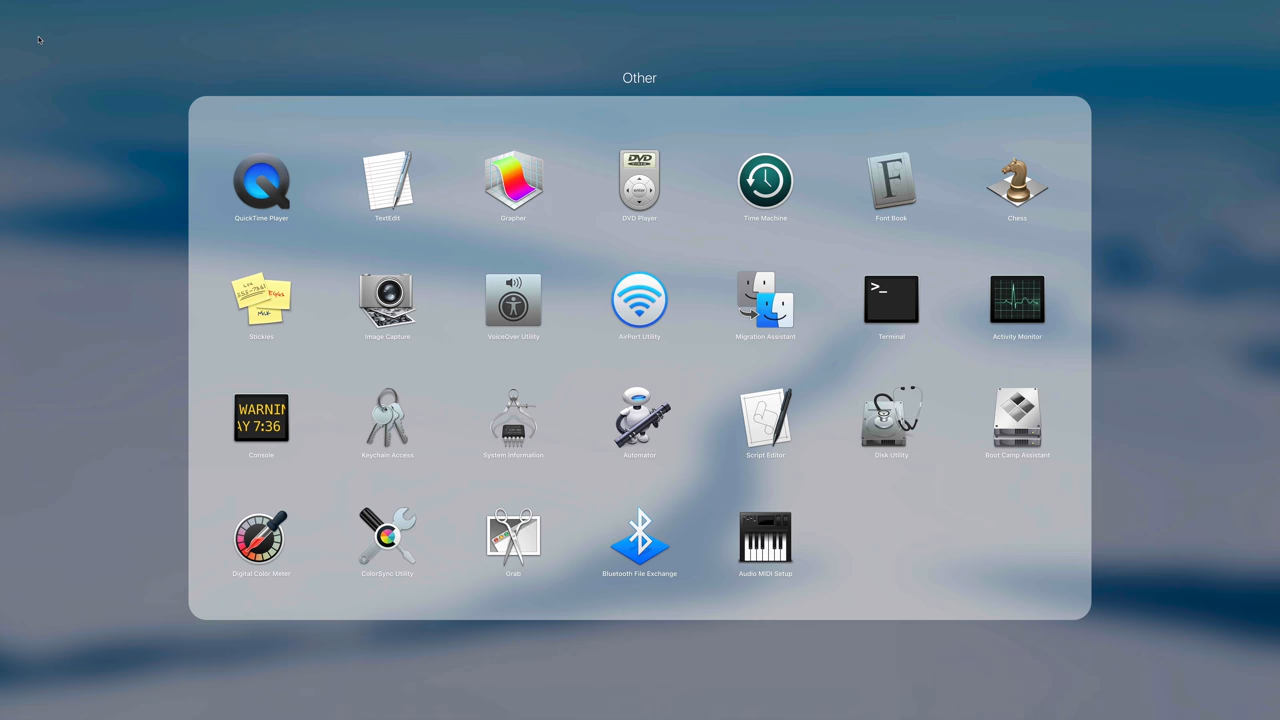 Other
DVD
QuickTime Player
TextEdit
Grapher
DVD Player
Time Machine
Font Book
Chess
Stickies
Image Capture
VoiceOver Utility
AirPort Utility
Migration Assistant
>_
Terminal
Activity Monitor
WARNIN
AY 7:36
Console
Keychain Access
System Information
Automator
Script Editor
Disk Utility
Boot Camp Assistant
Digital Color Meter
ColorSync Utility
Grab
Bluetooth File Exchange
Audio MIDI Setup